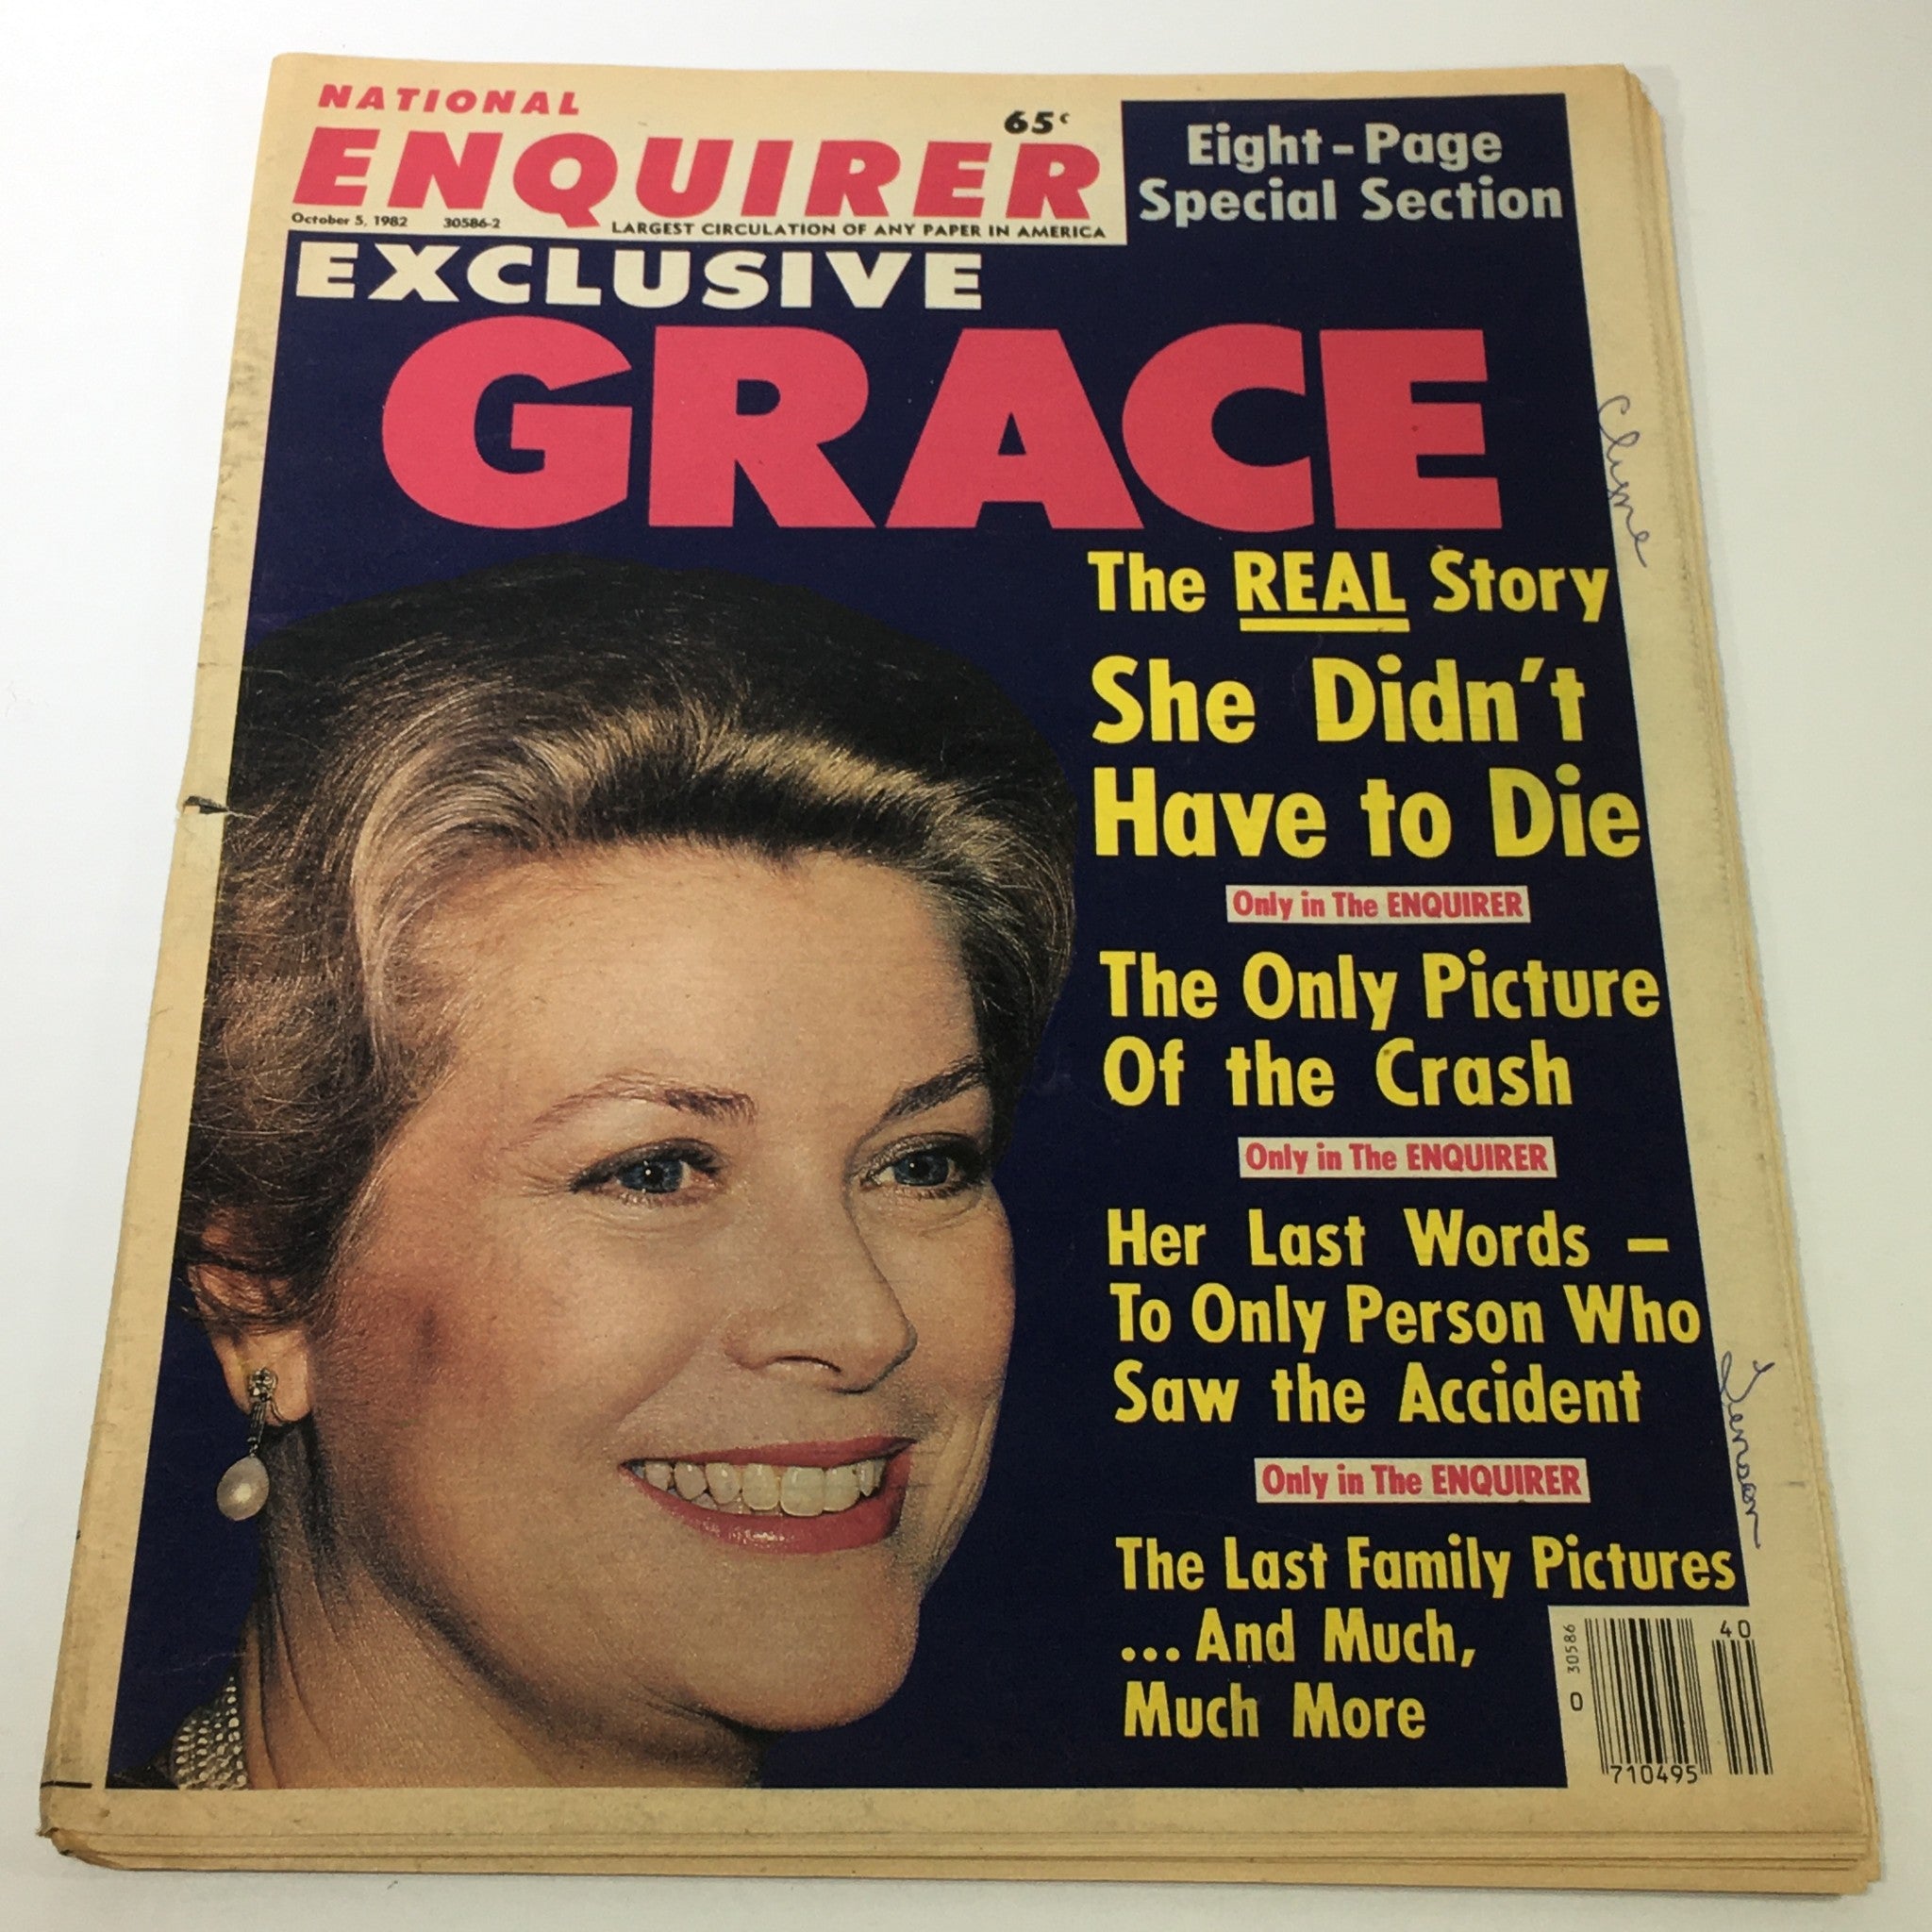 NATIONAL
ENQUIRER
65¢
October 5, 1982 30586-2
LARGEST CIRCULATION OF ANY PAPER IN AMERICA
Eight-Page
Special Section
EXCLUSIVE
GRACE
The REAL Story
She Didn't
Have to Die
Only in The ENQUIRER
The Only Picture
Of the Crash
Only in The ENQUIRER
Her Last Words –
To Only Person Who
Saw the Accident
Only in The ENQUIRER
The Last Family Pictures
... And Much,
Much More
0 30586
40
710495